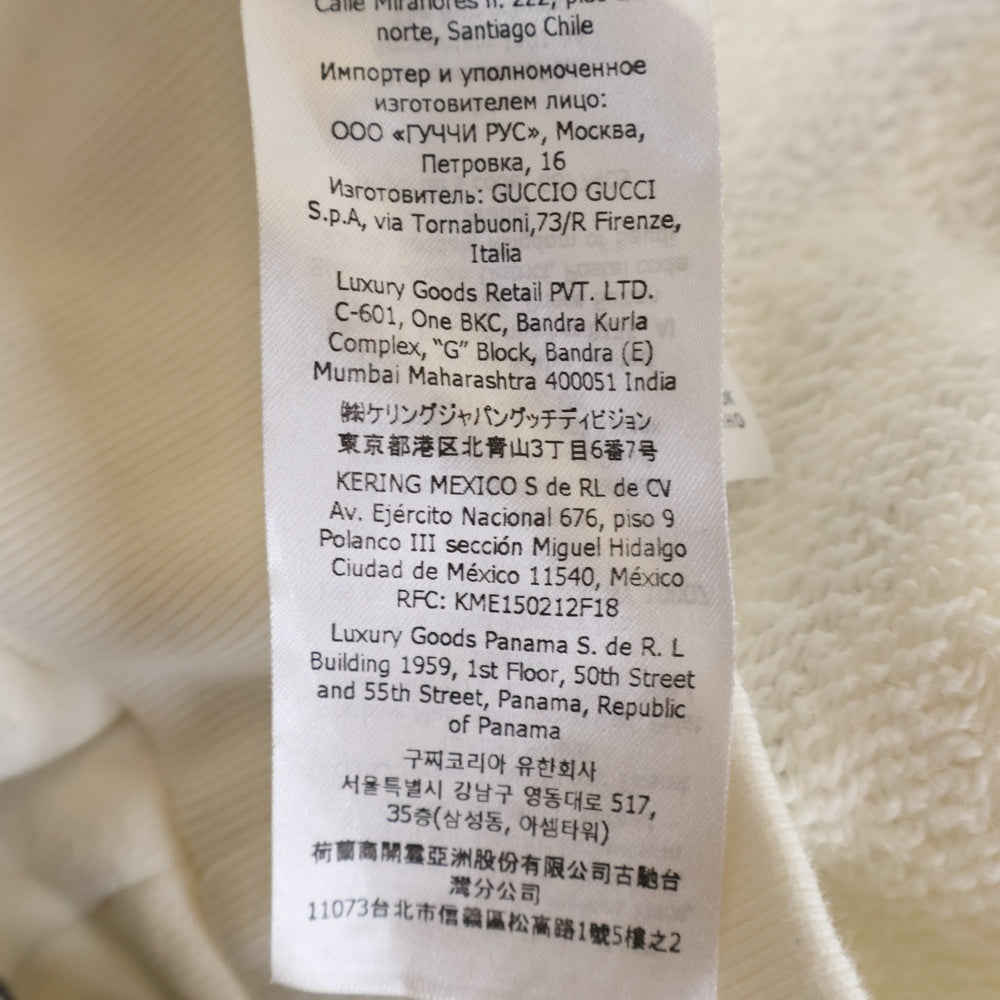 Calle Miraflores n. 222, piso
norte, Santiago Chile
Импортер и уполномоченное
изготовителем лицо:
ООО «ГУЧЧИ РУС», Москва,
Петровка, 16
Изготовитель: GUCCIO GUCCI
S.p.A, via Tornabuoni,73/R Firenze,
Italia
Luxury Goods Retail PVT. LTD.
C-601, One BKC, Bandra Kurla
Complex, “G” Block, Bandra (E)
Mumbai Maharashtra 400051 India
㈱ケリングジャパングッチディビジョン
東京都港区北青山3丁目6番7号
KERING MEXICO S de RL de CV
Av. Ejército Nacional 676, piso 9
Polanco III sección Miguel Hidalgo
Ciudad de México 11540, México
RFC: KME150212F18
Luxury Goods Panama S. de R. L
Building 1959, 1st Floor, 50th Street
and 55th Street, Panama, Republic
of Panama
구찌코리아 유한회사
서울특별시 강남구 영동대로 517,
35층(삼성동, 아셈타워)
荷蘭商開雲亞洲股份有限公司古馳台
灣分公司
11073台北市信義區松高路1號5樓之2